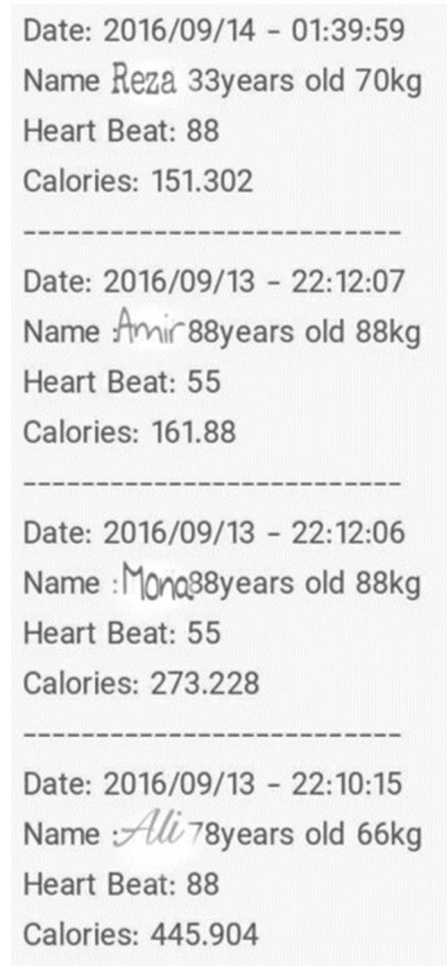 Date: 2016/09/14 - 01:39:59
Name Reza 33years old 70kg
Heart Beat: 88
Calories: 151.302
--------------------------
Date: 2016/09/13 - 22:12:07
Name :Amir 88years old 88kg
Heart Beat: 55
Calories: 161.88
--------------------------
Date: 2016/09/13 - 22:12:06
Name :Mona88years old 88kg
Heart Beat: 55
Calories: 273.228
--------------------------
Date: 2016/09/13 - 22:10:15
Name :Ali 78years old 66kg
Heart Beat: 88
Calories: 445.904